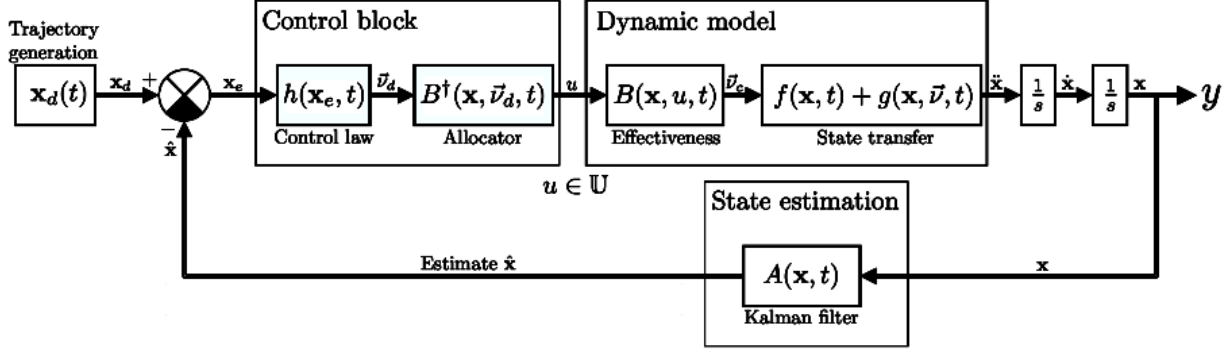 Trajectory
generation
𝐱_d(t)
𝐱_d
+
−
𝐱̂
𝐱_e
Control block
h(𝐱_e, t)
Control law
ν⃗_d
B†(𝐱, ν⃗_d, t)
Allocator
u
u ∈ 𝕌
Dynamic model
B(𝐱, u, t)
Effectiveness
ν⃗_c
f(𝐱, t) + g(𝐱, ν⃗, t)
State transfer
𝐱̈
1/s
𝐱̇
1/s
𝐱
y
State estimation
A(𝐱, t)
Kalman filter
𝐱
Estimate 𝐱̂